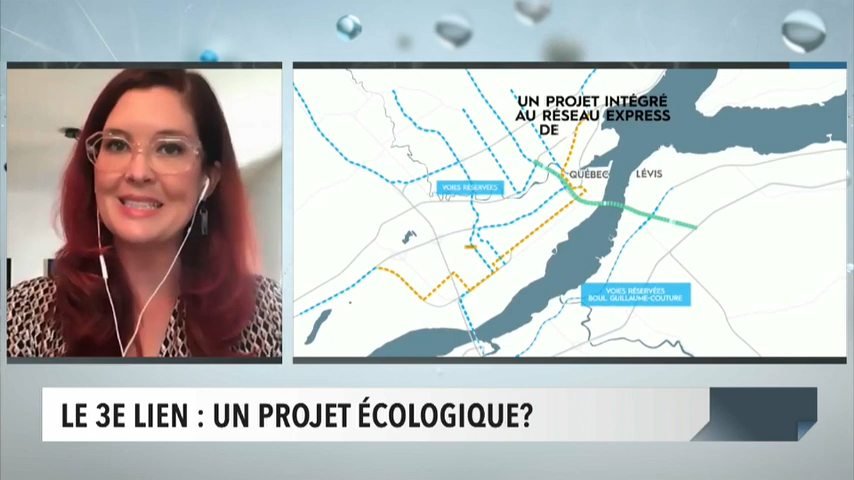 UN PROJET INTÉGRÉ
AU RÉSEAU EXPRESS
DE
QUÉBEC
LÉVIS
VOIES RÉSERVÉES
VOIES RÉSERVÉES
BOUL. GUILLAUME-COUTURE
LE 3E LIEN : UN PROJET ÉCOLOGIQUE?